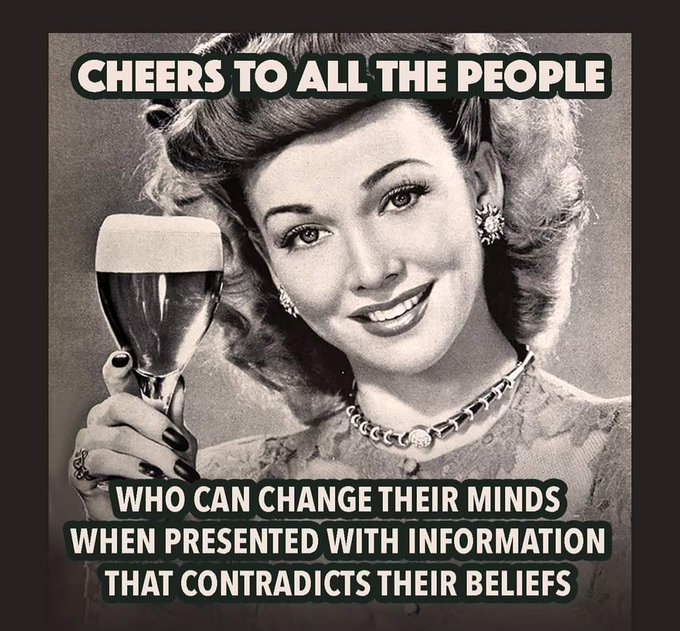 CHEERS TO ALL THE PEOPLE
WHO CAN CHANGE THEIR MINDS
WHEN PRESENTED WITH INFORMATION
THAT CONTRADICTS THEIR BELIEFS